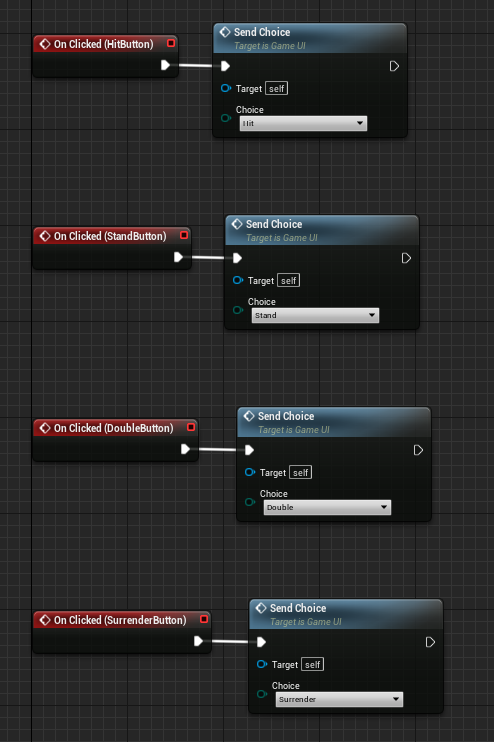 On Clicked (HitButton)
Send Choice
Target is Game UI
Target self
Choice
Hit
On Clicked (StandButton)
Send Choice
Target is Game UI
Target self
Choice
Stand
On Clicked (DoubleButton)
Send Choice
Target is Game UI
Target self
Choice
Double
On Clicked (SurrenderButton)
Send Choice
Target is Game UI
Target self
Choice
Surrender